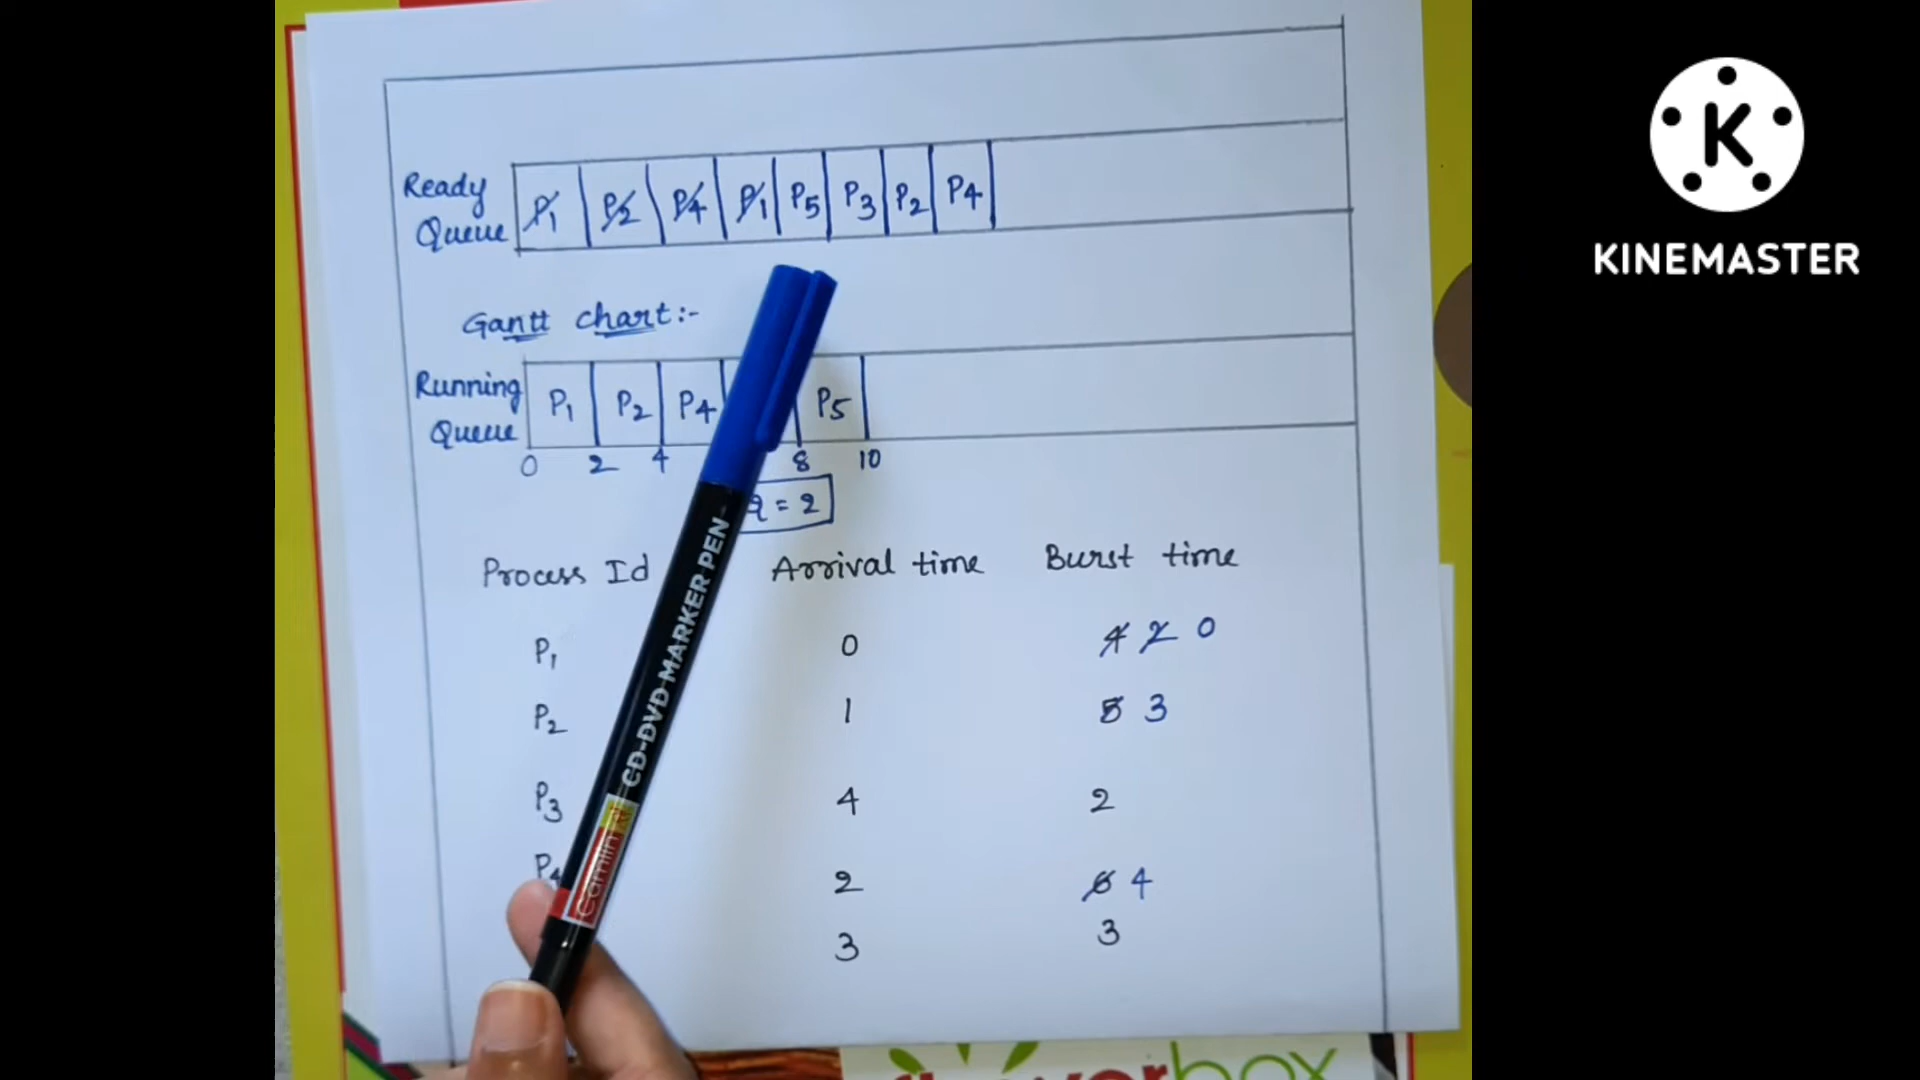 KINEMASTER
Ready Queue P1 P2 P4 P1 P5 P3 P2 P4
Gantt chart:-
Running Queue P1 P2 P4 P5
0 2 4 8 10
= 2
Process Id Arrival time Burst time
P1 0 4 2 0
P2 1 5 3
P3 4 2
P4 2 6 4
3 3
CD-DVD MARKER PEN
camlin